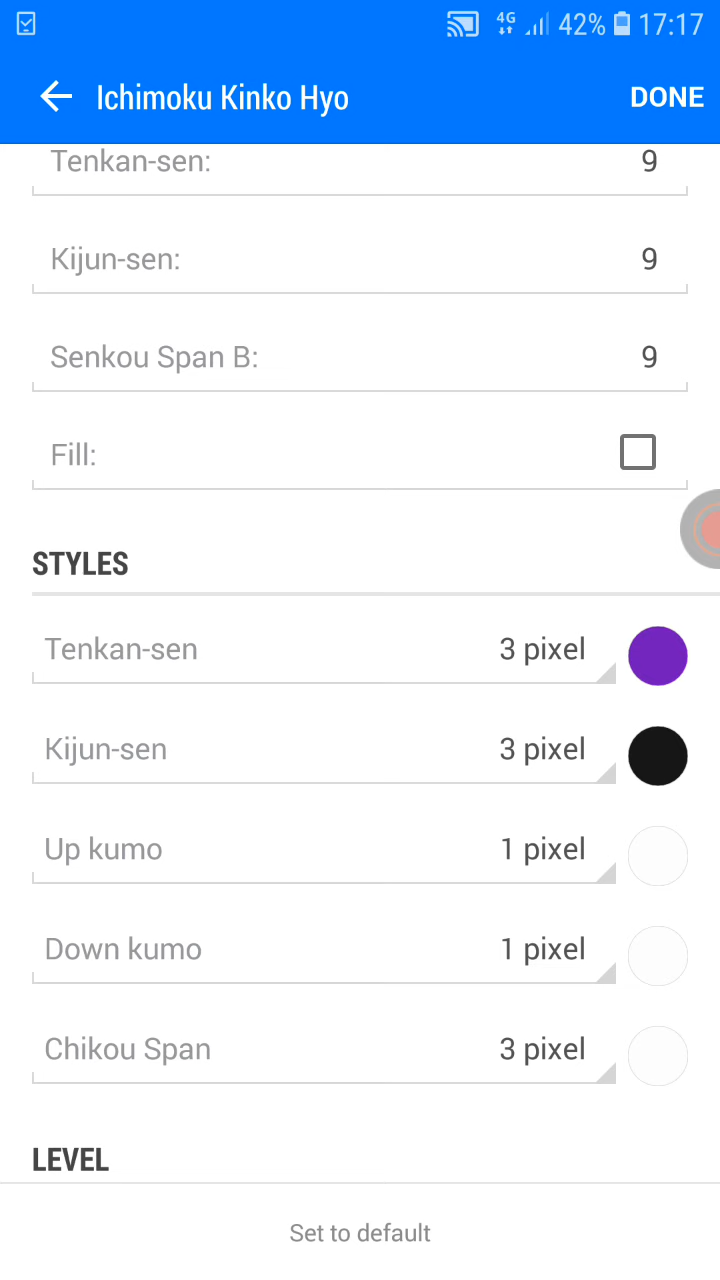 4G 42% 17:17
Ichimoku Kinko Hyo DONE
Tenkan-sen: 9
Kijun-sen: 9
Senkou Span B: 9
Fill:
STYLES
Tenkan-sen 3 pixel
Kijun-sen 3 pixel
Up kumo 1 pixel
Down kumo 1 pixel
Chikou Span 3 pixel
LEVEL
Set to default